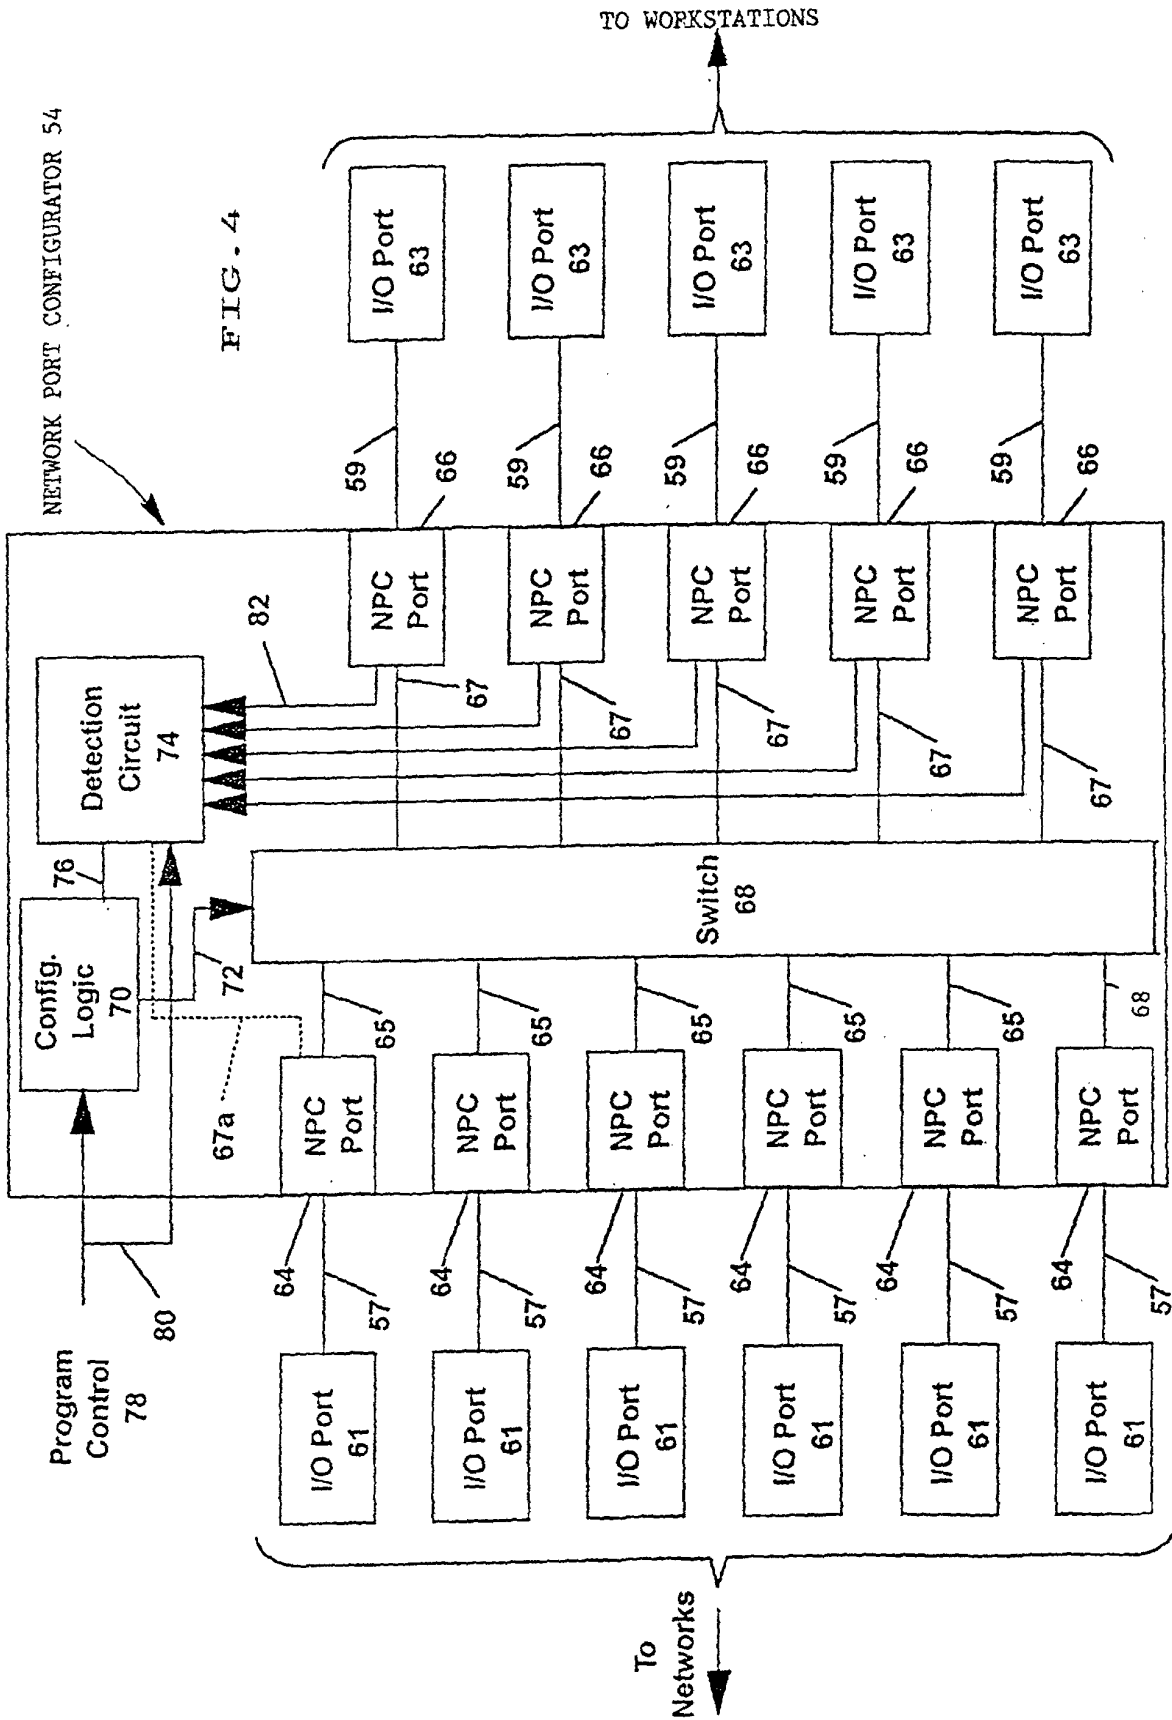 TO WORKSTATIONS
NETWORK PORT CONFIGURATOR 54
FIG. 4
I/O Port
63
I/O Port
63
I/O Port
63
I/O Port
63
I/O Port
63
59
59
59
59
59
66
66
66
66
66
NPC
Port
NPC
Port
NPC
Port
NPC
Port
NPC
Port
82
67
67
67
67
67
Detection
Circuit
74
76
Config.
Logic
70
72
Switch
68
67a
65
65
65
65
65
68
NPC
Port
NPC
Port
NPC
Port
NPC
Port
NPC
Port
NPC
Port
64
64
64
64
64
64
57
57
57
57
57
57
80
Program
Control
78
I/O Port
61
I/O Port
61
I/O Port
61
I/O Port
61
I/O Port
61
I/O Port
61
To
Networks